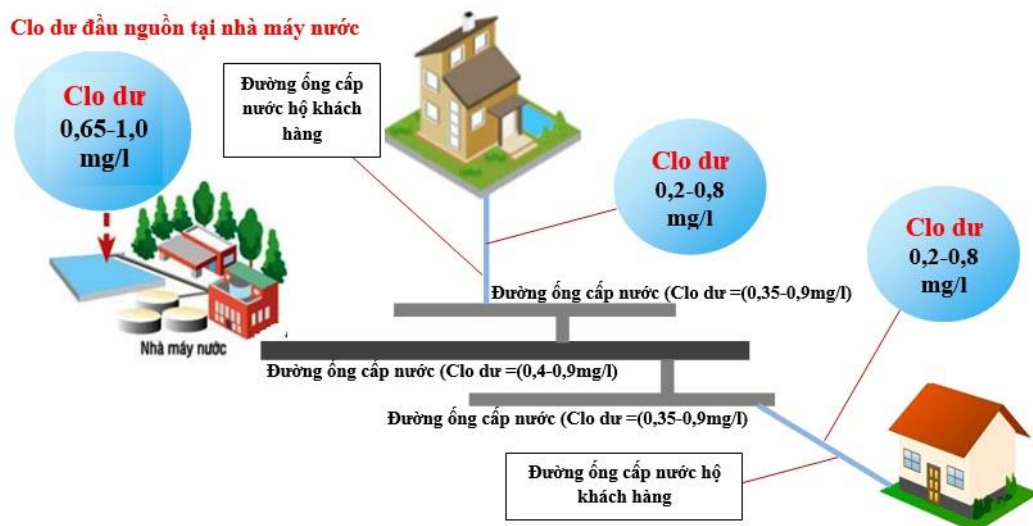 Clo dư đầu nguồn tại nhà máy nước
Clo dư
0,65-1,0
mg/l
Đường ống cấp
nước hộ khách
hàng
Clo dư
0,2-0,8
mg/l
Clo dư
0,2-0,8
mg/l
Nhà máy nước
Đường ống cấp nước (Clo dư =(0,35-0,9mg/l)
Đường ống cấp nước (Clo dư =(0,4-0,9mg/l)
Đường ống cấp nước (Clo dư =(0,35-0,9mg/l)
Đường ống cấp nước hộ
khách hàng